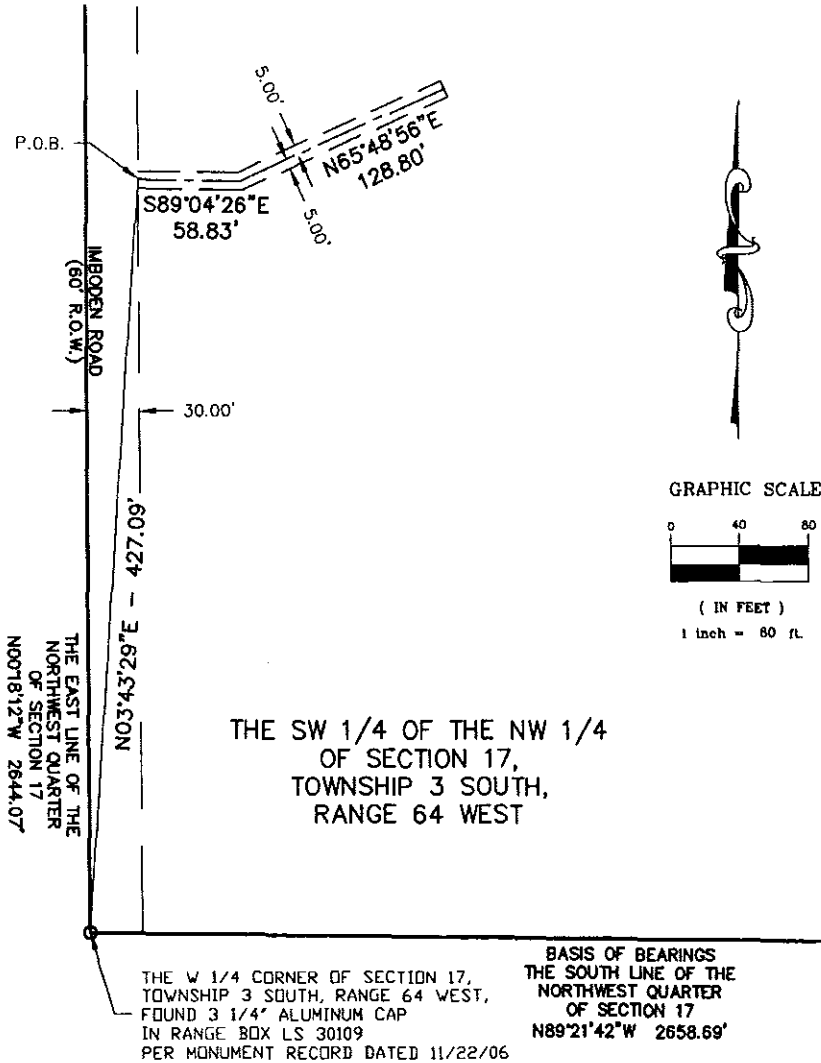 5.00'
P.O.B.
N65°48'56"E
128.80'
S89°04'26"E
58.83'
5.00'
IMBODEN ROAD
(60' R.O.W.)
30.00'
GRAPHIC SCALE
0 40 80
( IN FEET )
1 inch = 80 ft.
N03°43'29"E - 427.09'
THE EAST LINE OF THE
NORTHWEST QUARTER
OF SECTION 17
N00°18'12"W 2644.07'
THE SW 1/4 OF THE NW 1/4
OF SECTION 17,
TOWNSHIP 3 SOUTH,
RANGE 64 WEST
THE W 1/4 CORNER OF SECTION 17,
TOWNSHIP 3 SOUTH, RANGE 64 WEST,
FOUND 3 1/4" ALUMINUM CAP
IN RANGE BOX LS 30109
PER MONUMENT RECORD DATED 11/22/06
BASIS OF BEARINGS
THE SOUTH LINE OF THE
NORTHWEST QUARTER
OF SECTION 17
N89°21'42"W 2658.69'